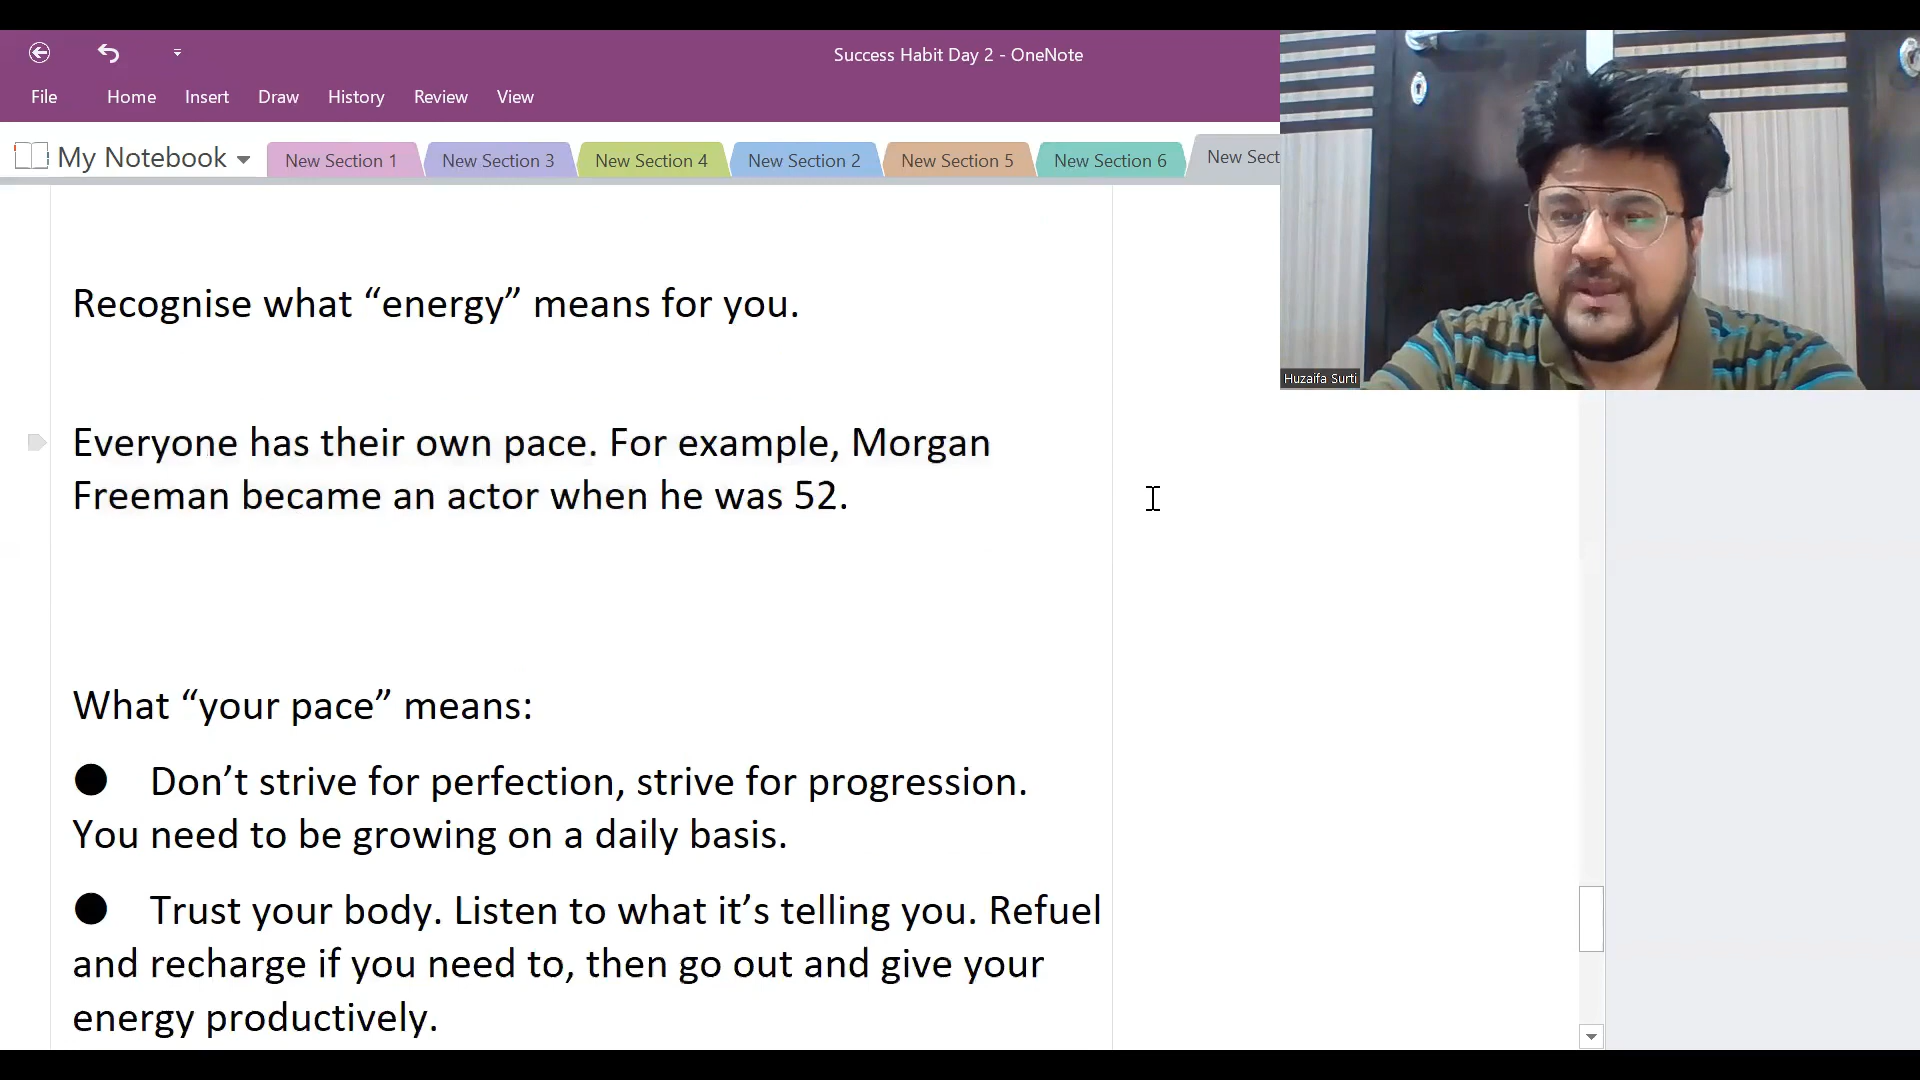 Success Habit Day 2 - OneNote
File Home Insert Draw History Review View
My Notebook New Section 1 New Section 3 New Section 4 New Section 2 New Section 5 New Section 6 New Sect
Huzaifa Surti
Recognise what “energy” means for you.
Everyone has their own pace. For example, Morgan
Freeman became an actor when he was 52.
What “your pace” means:
● Don’t strive for perfection, strive for progression.
You need to be growing on a daily basis.
● Trust your body. Listen to what it’s telling you. Refuel
and recharge if you need to, then go out and give your
energy productively.